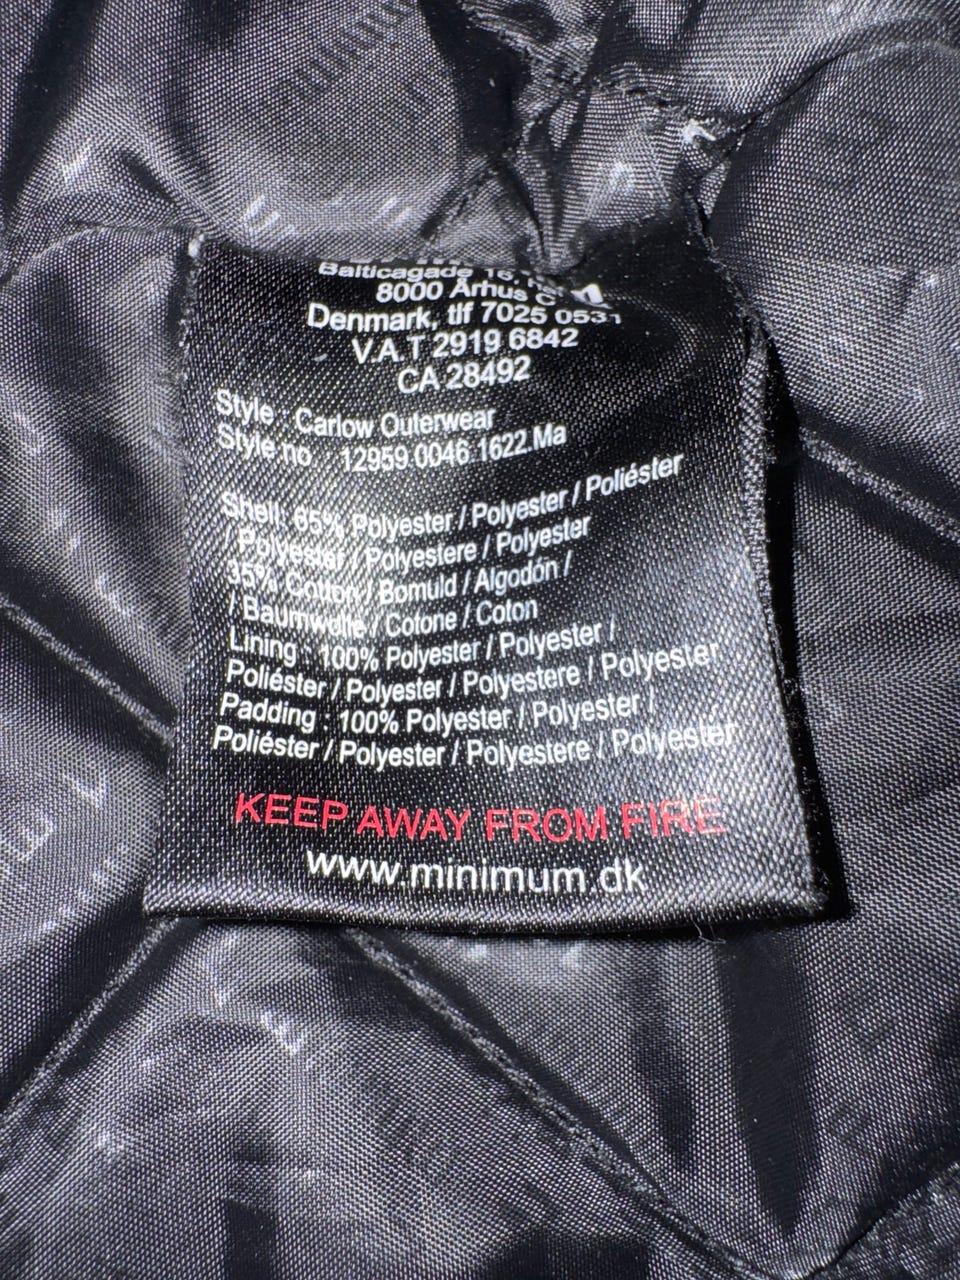 Balticagade 16,
8000 Århus C
Denmark, tlf 7025 0531
V.A.T 2919 6842
CA 28492
Style : Carlow Outerwear
Style no 12959 0046 1622.Ma
Shell: 65% Polyester / Polyester / Poliéster
/ Polyester / Polyestere / Polyester
35% Cotton / Bomuld / Algodón /
/ Baumwolle / Cotone / Coton
Lining : 100% Polyester / Polyester /
Poliéster / Polyester / Polyestere / Polyester
Padding : 100% Polyester / Polyester /
Poliéster / Polyester / Polyestere / Polyester
KEEP AWAY FROM FIRE
www.minimum.dk